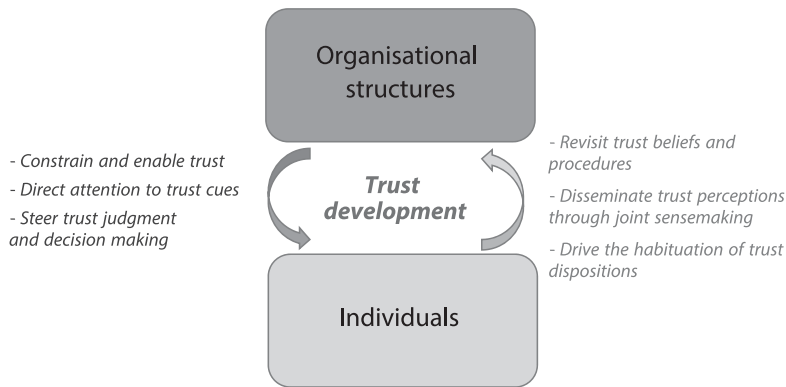 Organisational
structures
- Constrain and enable trust
- Direct attention to trust cues
- Steer trust judgment
and decision making
Trust
development
- Revisit trust beliefs and
procedures
- Disseminate trust perceptions
through joint sensemaking
- Drive the habituation of trust
dispositions
Individuals